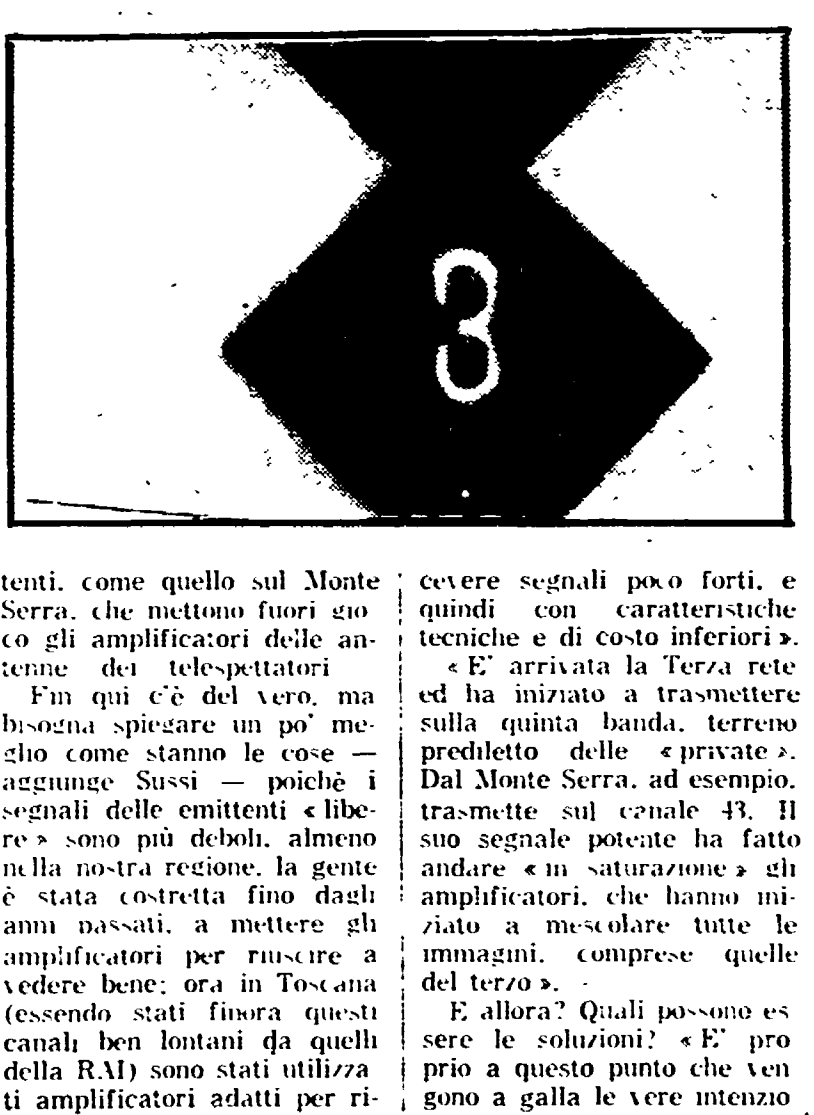 3
tenti. come quello sul Monte
Serra. che mettono fuori gio
co gli amplificatori delle an-
tenne dei telespettatori
Fin qui c'è del vero. ma
bisogna spiegare un po' me-
glio come stanno le cose —
aggiunge Sussi — poichè i
segnali delle emittenti « libe-
re » sono più deboli. almeno
nella nostra regione. la gente
è stata costretta fino dagli
anni passati. a mettere gli
amplificatori per riuscire a
vedere bene; ora in Toscana
(essendo stati finora questi
canali ben lontani da quelli
della RAI) sono stati utilizza
ti amplificatori adatti per ri-
cevere segnali poco forti. e
quindi con caratteristiche
tecniche e di costo inferiori ».
« E' arrivata la Terza rete
ed ha iniziato a trasmettere
sulla quinta banda. terreno
prediletto delle « private ».
Dal Monte Serra. ad esempio.
trasmette sul canale 43. Il
suo segnale potente ha fatto
andare « in saturazione » gli
amplificatori. che hanno ini-
ziato a mescolare tutte le
immagini. comprese quelle
del terzo ».
E allora? Quali possono es
sere le soluzioni? « E' pro
prio a questo punto che ven
gono a galla le vere intenzio